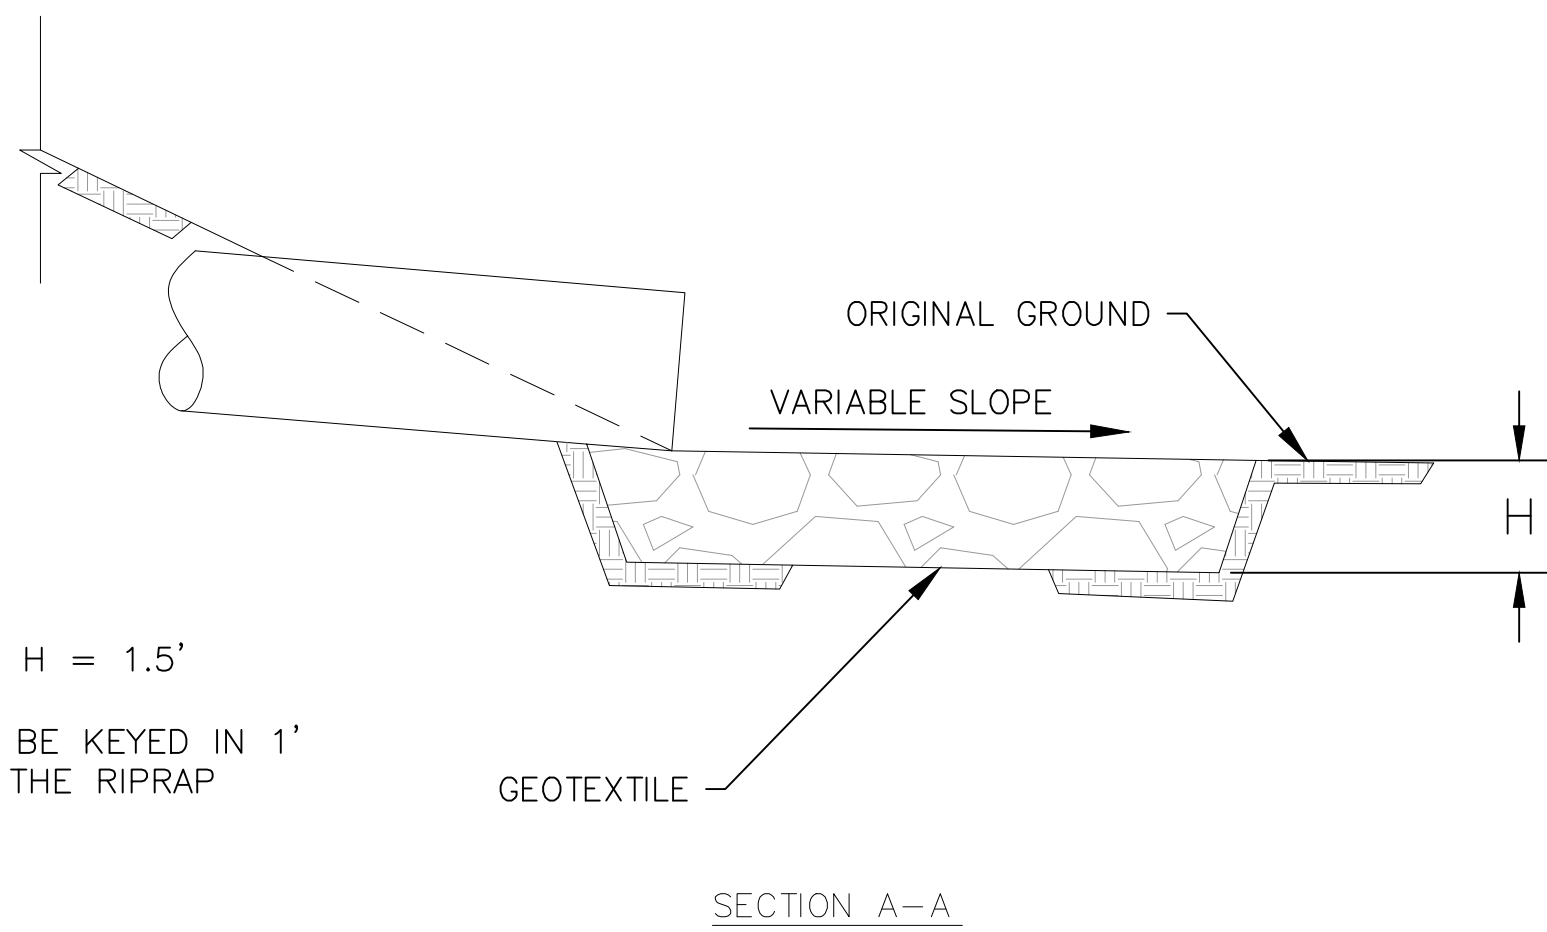 ORIGINAL GROUND
VARIABLE SLOPE
H
H = 1.5'
BE KEYED IN 1'
THE RIPRAP
GEOTEXTILE
SECTION A-A